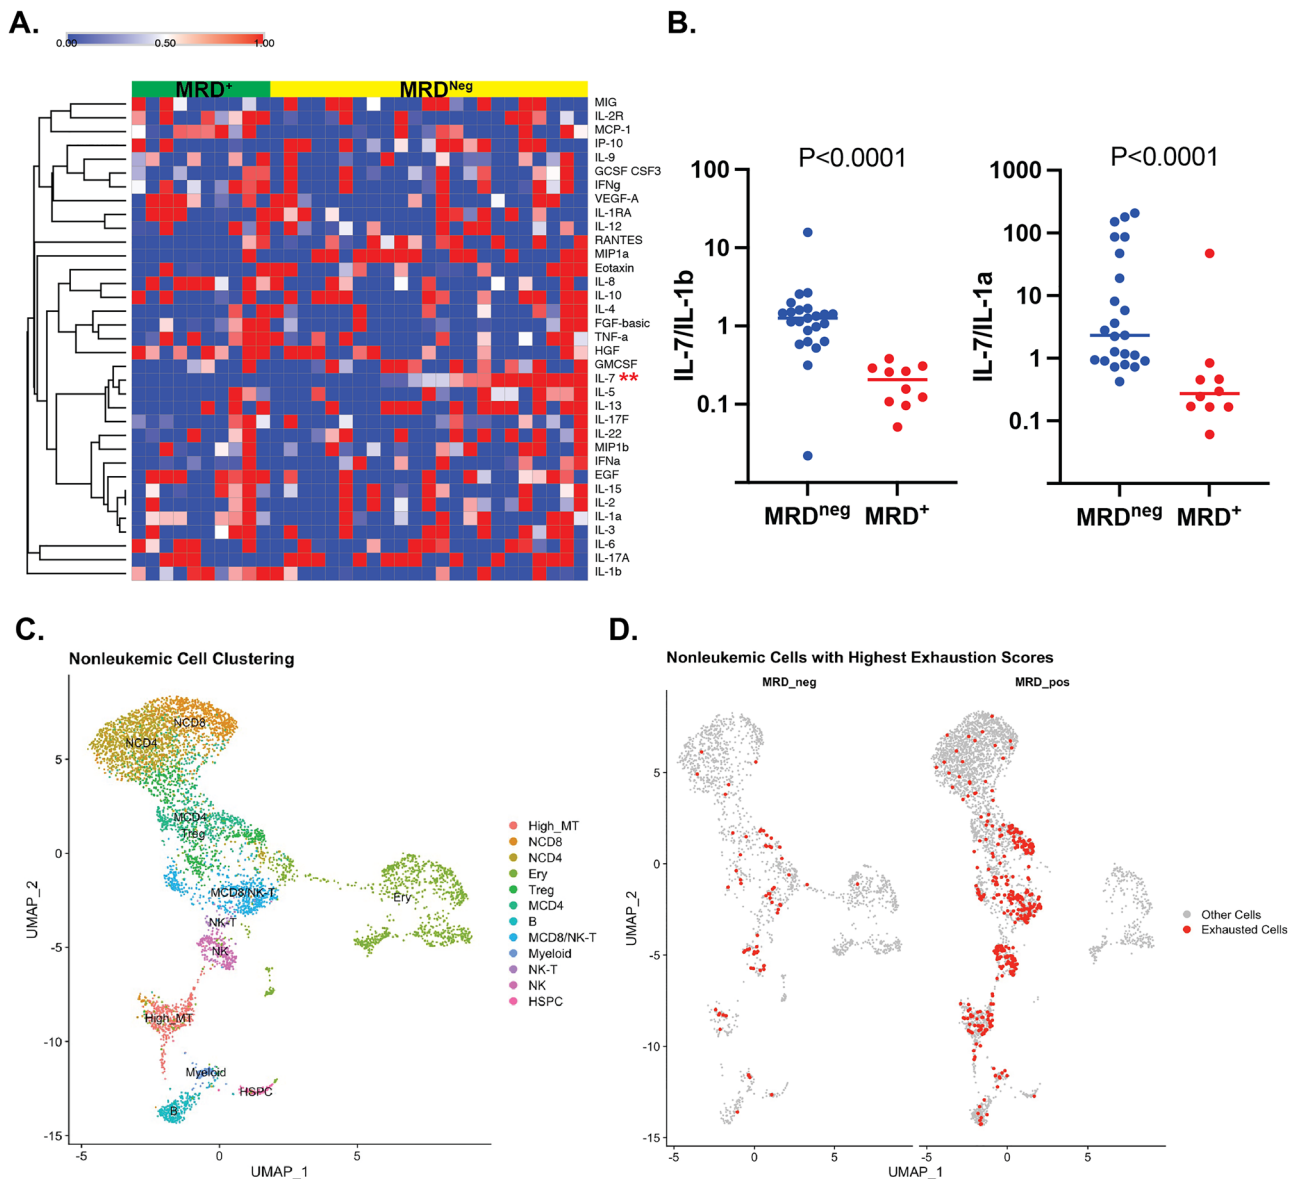 A.
0.00 0.50 1.00
MRD+ MRDNeg
MIG
IL-2R
MCP-1
IP-10
IL-9
GCSF CSF3
IFNg
VEGF-A
IL-1RA
IL-12
RANTES
MIP1a
Eotaxin
IL-8
IL-10
IL-4
FGF-basic
TNF-a
HGF
GMCSF
IL-7 **
IL-5
IL-13
IL-17F
IL-22
MIP1b
IFNa
EGF
IL-15
IL-2
IL-1a
IL-3
IL-6
IL-17A
IL-1b
B.
P<0.0001
IL-7/IL-1b
100
10
1
0.1
MRDneg MRD+
P<0.0001
IL-7/IL-1a
1000
100
10
1
0.1
MRDneg MRD+
C.
Nonleukemic Cell Clustering
UMAP_2
5
0
-5
-10
-15
-5 0 5
UMAP_1
NCD8
NCD4
MCD4
Treg
MCD8/NK-T
Ery
NK-T
NK
High_MT
Myeloid
HSPC
B
High_MT
NCD8
NCD4
Ery
Treg
MCD4
B
MCD8/NK-T
Myeloid
NK-T
NK
HSPC
D.
Nonleukemic Cells with Highest Exhaustion Scores
MRD_neg MRD_pos
UMAP_2
5
0
-5
-10
-15
-5 0 5 -5 0 5
UMAP_1
Other Cells
Exhausted Cells